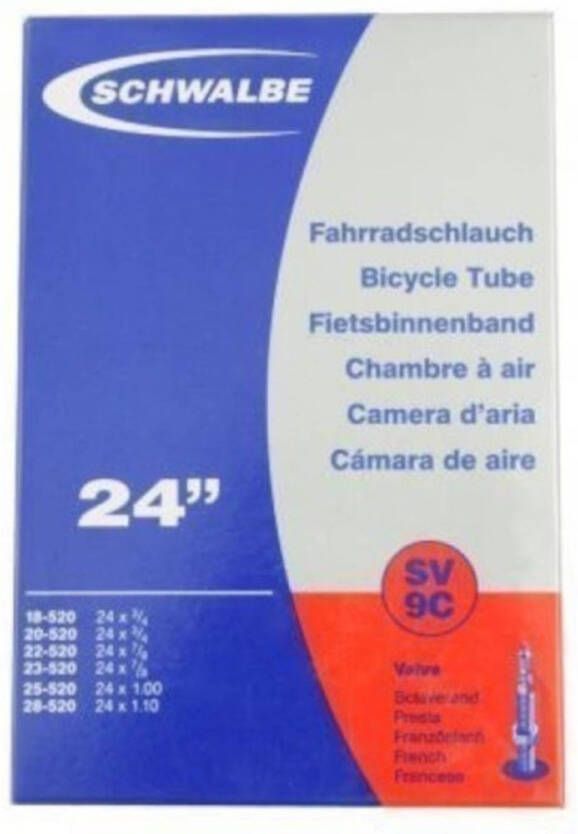 SCHWALBE
Fahrradschlauch
Bicycle Tube
Fietsbinnenband
Chambre à air
Camera d'aria
Cámara de aire
24”
18-520 24 x 3/4
20-520 24 x 3/4
22-520 24 x 7/8
23-520 24 x 7/8
25-520 24 x 1.00
28-520 24 x 1.10
SV
9C
Valve
Sclaverand
Presta
Französisch
French
Francese